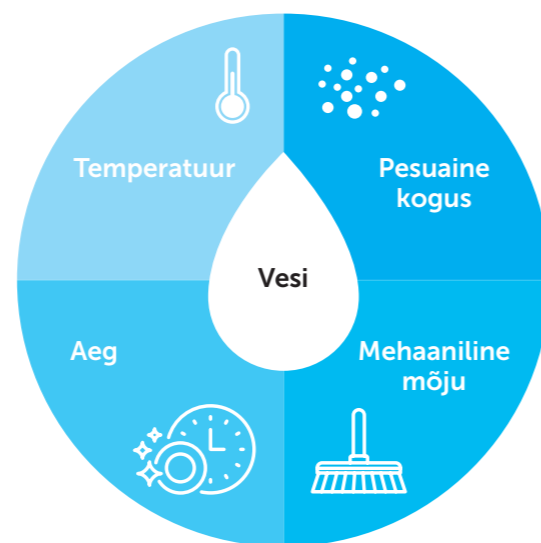 Temperatuur
Pesuaine
kogus
Vesi
Aeg
Mehaaniline
mõju